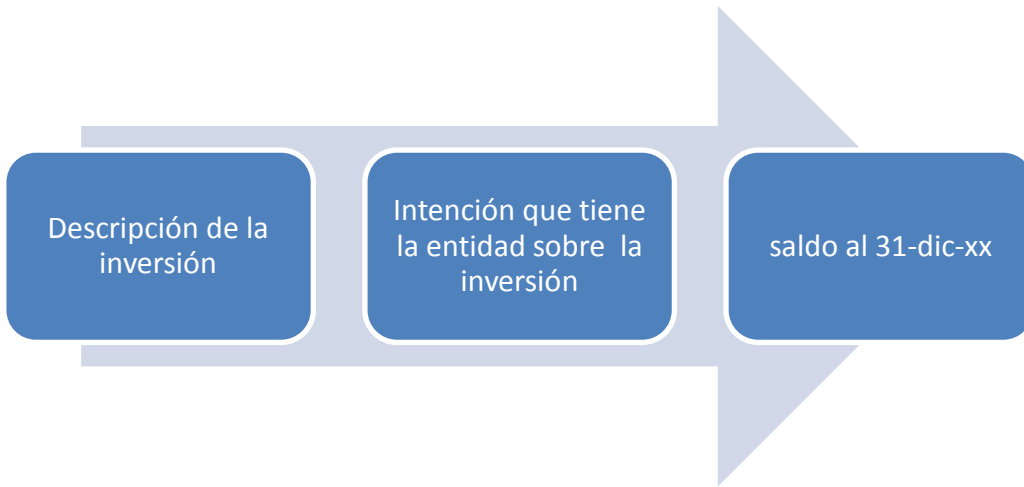 Descripción de la
inversión
Intención que tiene
la entidad sobre la
inversión
saldo al 31-dic-xx